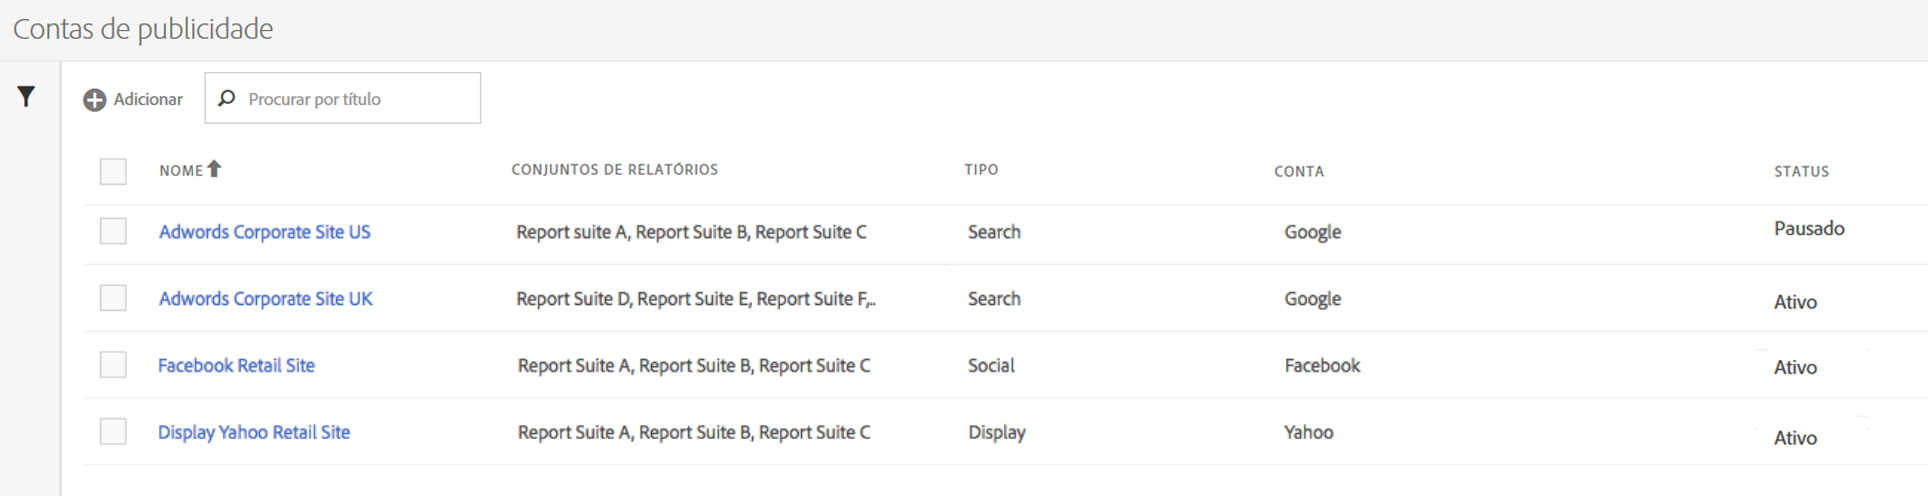 Contas de publicidade
Adicionar Procurar por título
NOME CONJUNTOS DE RELATÓRIOS TIPO CONTA STATUS
Adwords Corporate Site US Report suite A, Report Suite B, Report Suite C Search Google Pausado
Adwords Corporate Site UK Report Suite D, Report Suite E, Report Suite F,.. Search Google Ativo
Facebook Retail Site Report Suite A, Report Suite B, Report Suite C Social Facebook Ativo
Display Yahoo Retail Site Report Suite A, Report Suite B, Report Suite C Display Yahoo Ativo